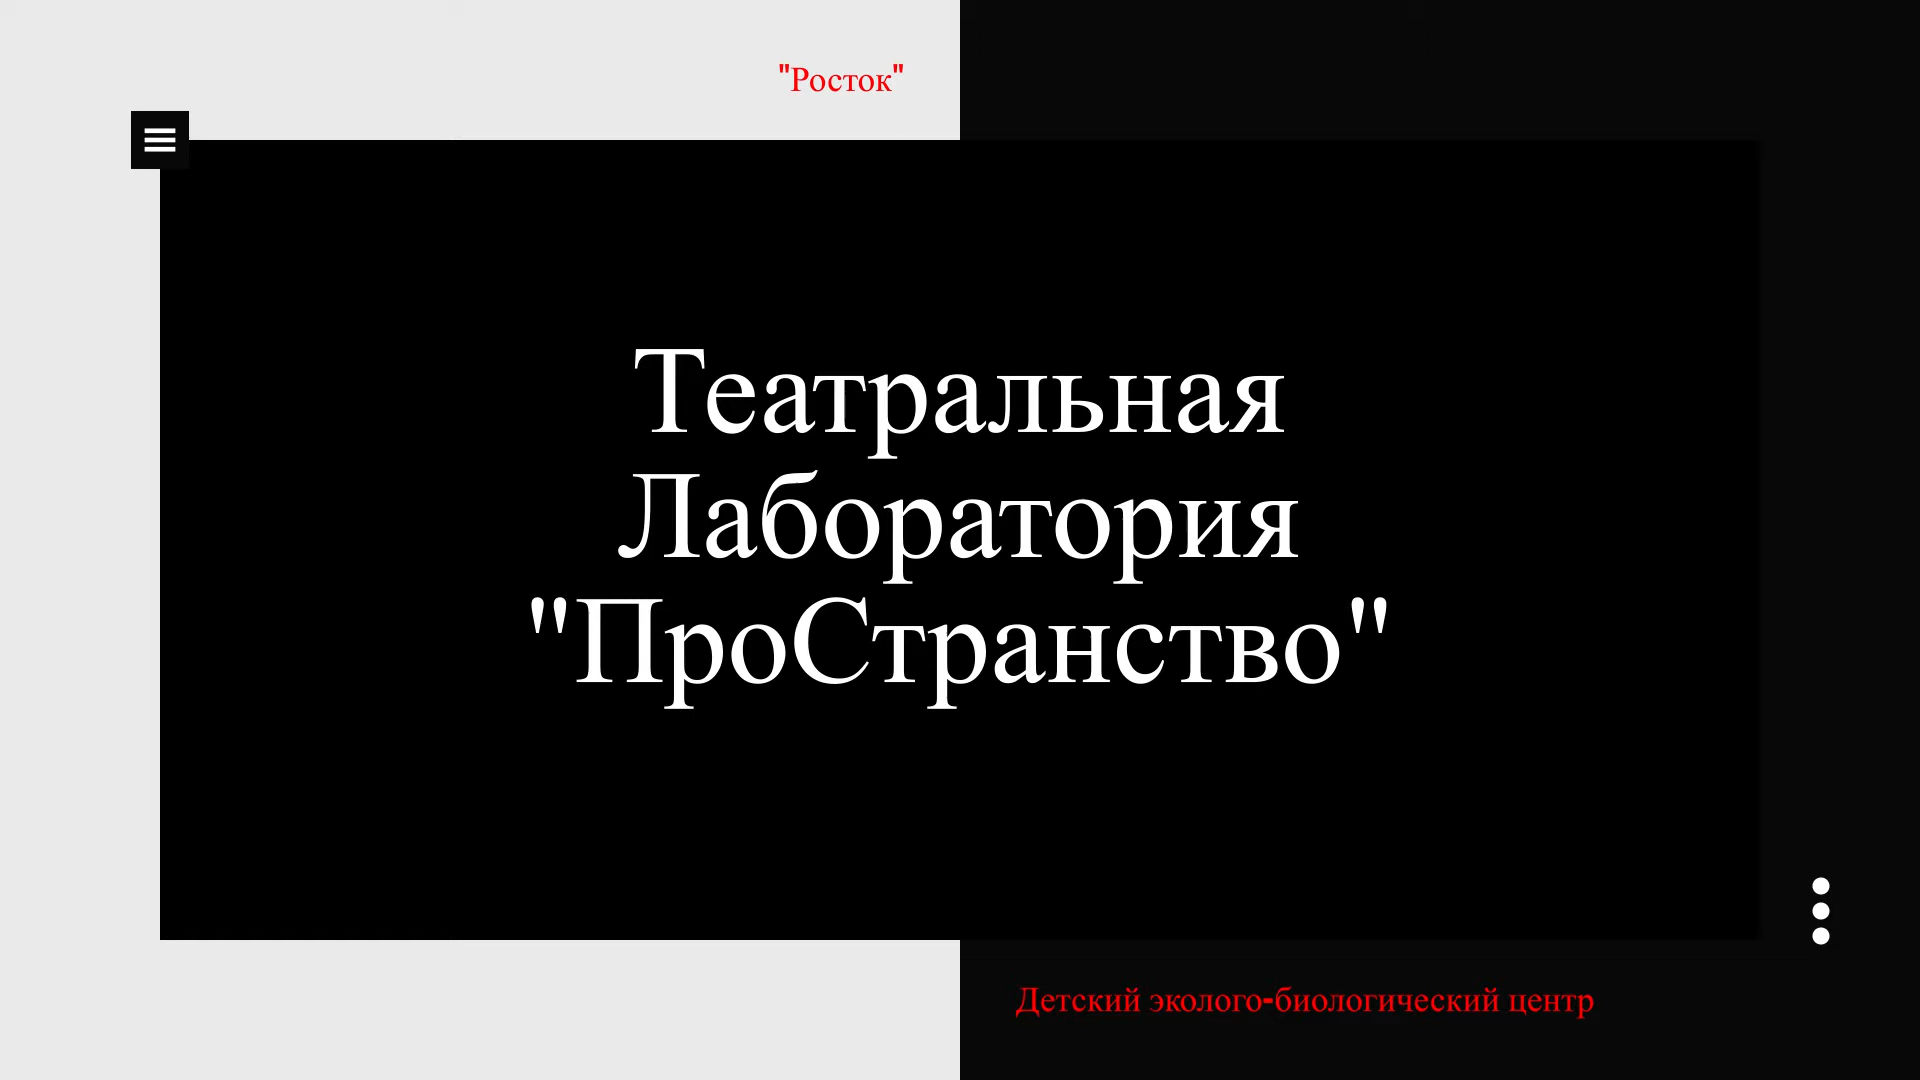 "Росток"
Театральная
Лаборатория
"ПроСтранство"
Детский эколого-биологический центр